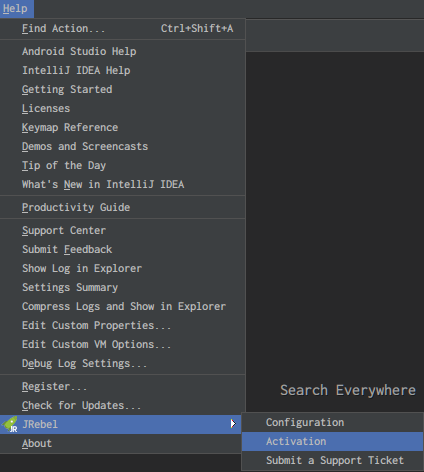 Help
Find Action... Ctrl+Shift+A
Android Studio Help
IntelliJ IDEA Help
Getting Started
Licenses
Keymap Reference
Demos and Screencasts
Tip of the Day
What's New in IntelliJ IDEA
Productivity Guide
Support Center
Submit Feedback
Show Log in Explorer
Settings Summary
Compress Logs and Show in Explorer
Edit Custom Properties...
Edit Custom VM Options...
Debug Log Settings...
Register...
Check for Updates...
JR JRebel
About
Search Everywhere
Configuration
Activation
Submit a Support Ticket